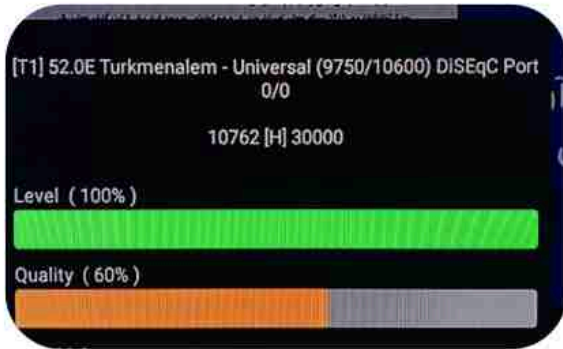 [T1] 52.0E Turkmenalem - Universal (9750/10600) DiSEqC Port
0/0
10762 [H] 30000
Level ( 100% )
Quality ( 60% )